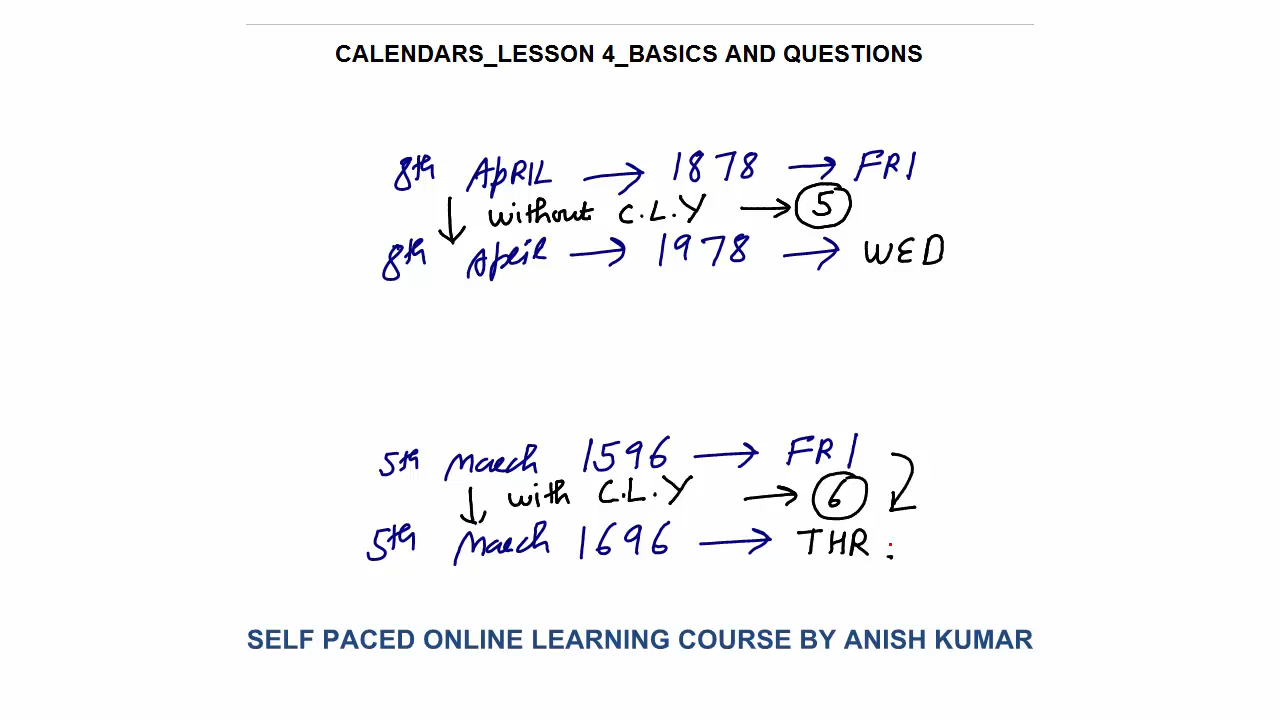 CALENDARS_LESSON 4_BASICS AND QUESTIONS
8th APRIL → 1878 → FRI
↓ without C.L.Y → 5
8th April → 1978 → WED
5th March 1596 → FRI
↓ with C.L.Y → 6
5th March 1696 → THR :
SELF PACED ONLINE LEARNING COURSE BY ANISH KUMAR